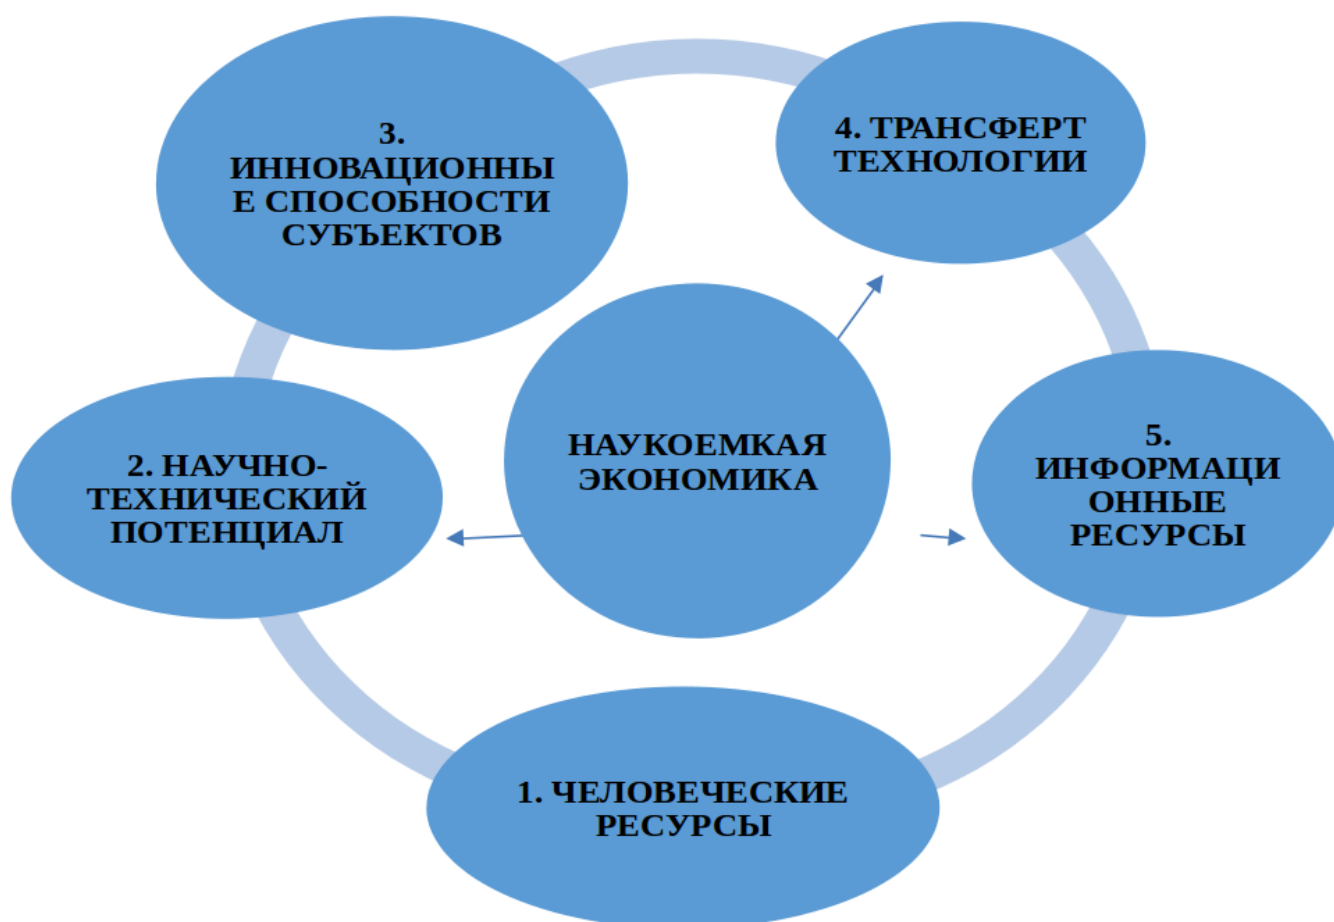 3.
ИННОВАЦИОННЫ
Е СПОСОБНОСТИ
СУБЪЕКТОВ
4. ТРАНСФЕРТ
ТЕХНОЛОГИИ
НАУКОЕМКАЯ
ЭКОНОМИКА
2. НАУЧНО-
ТЕХНИЧЕСКИЙ
ПОТЕНЦИАЛ
5.
ИНФОРМАЦИ
ОННЫЕ
РЕСУРСЫ
1. ЧЕЛОВЕЧЕСКИЕ
РЕСУРСЫ